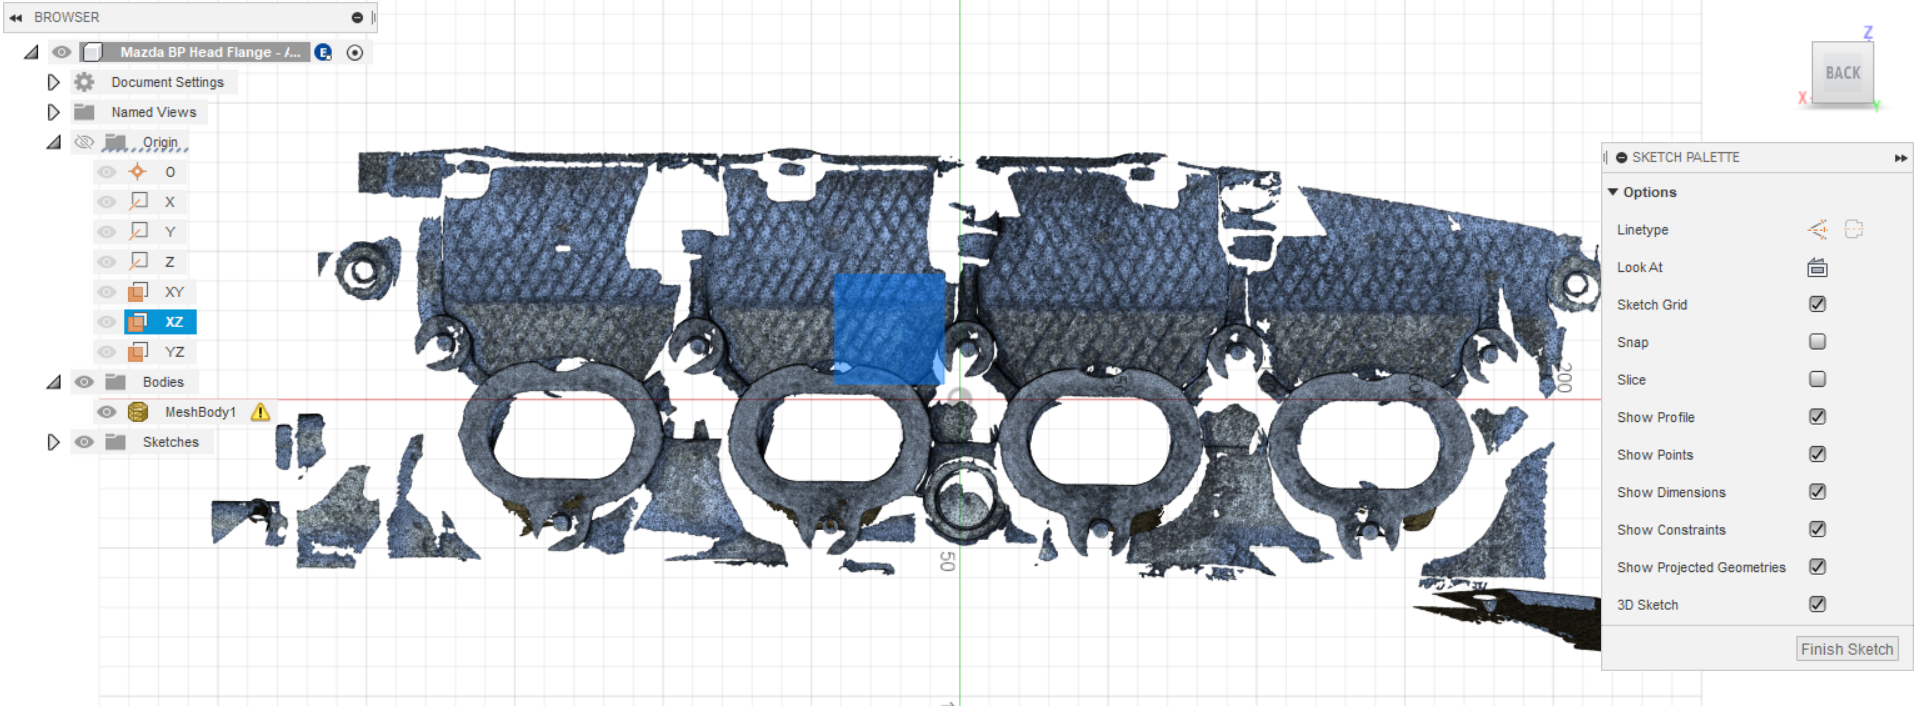 BROWSER
Mazda BP Head Flange - /...
E
Document Settings
Named Views
Origin
O
X
Y
Z
XY
XZ
YZ
Bodies
MeshBody1
Sketches
50
200
Z
BACK
X
Y
SKETCH PALETTE
Options
Linetype
Look At
Sketch Grid
Snap
Slice
Show Profile
Show Points
Show Dimensions
Show Constraints
Show Projected Geometries
3D Sketch
Finish Sketch